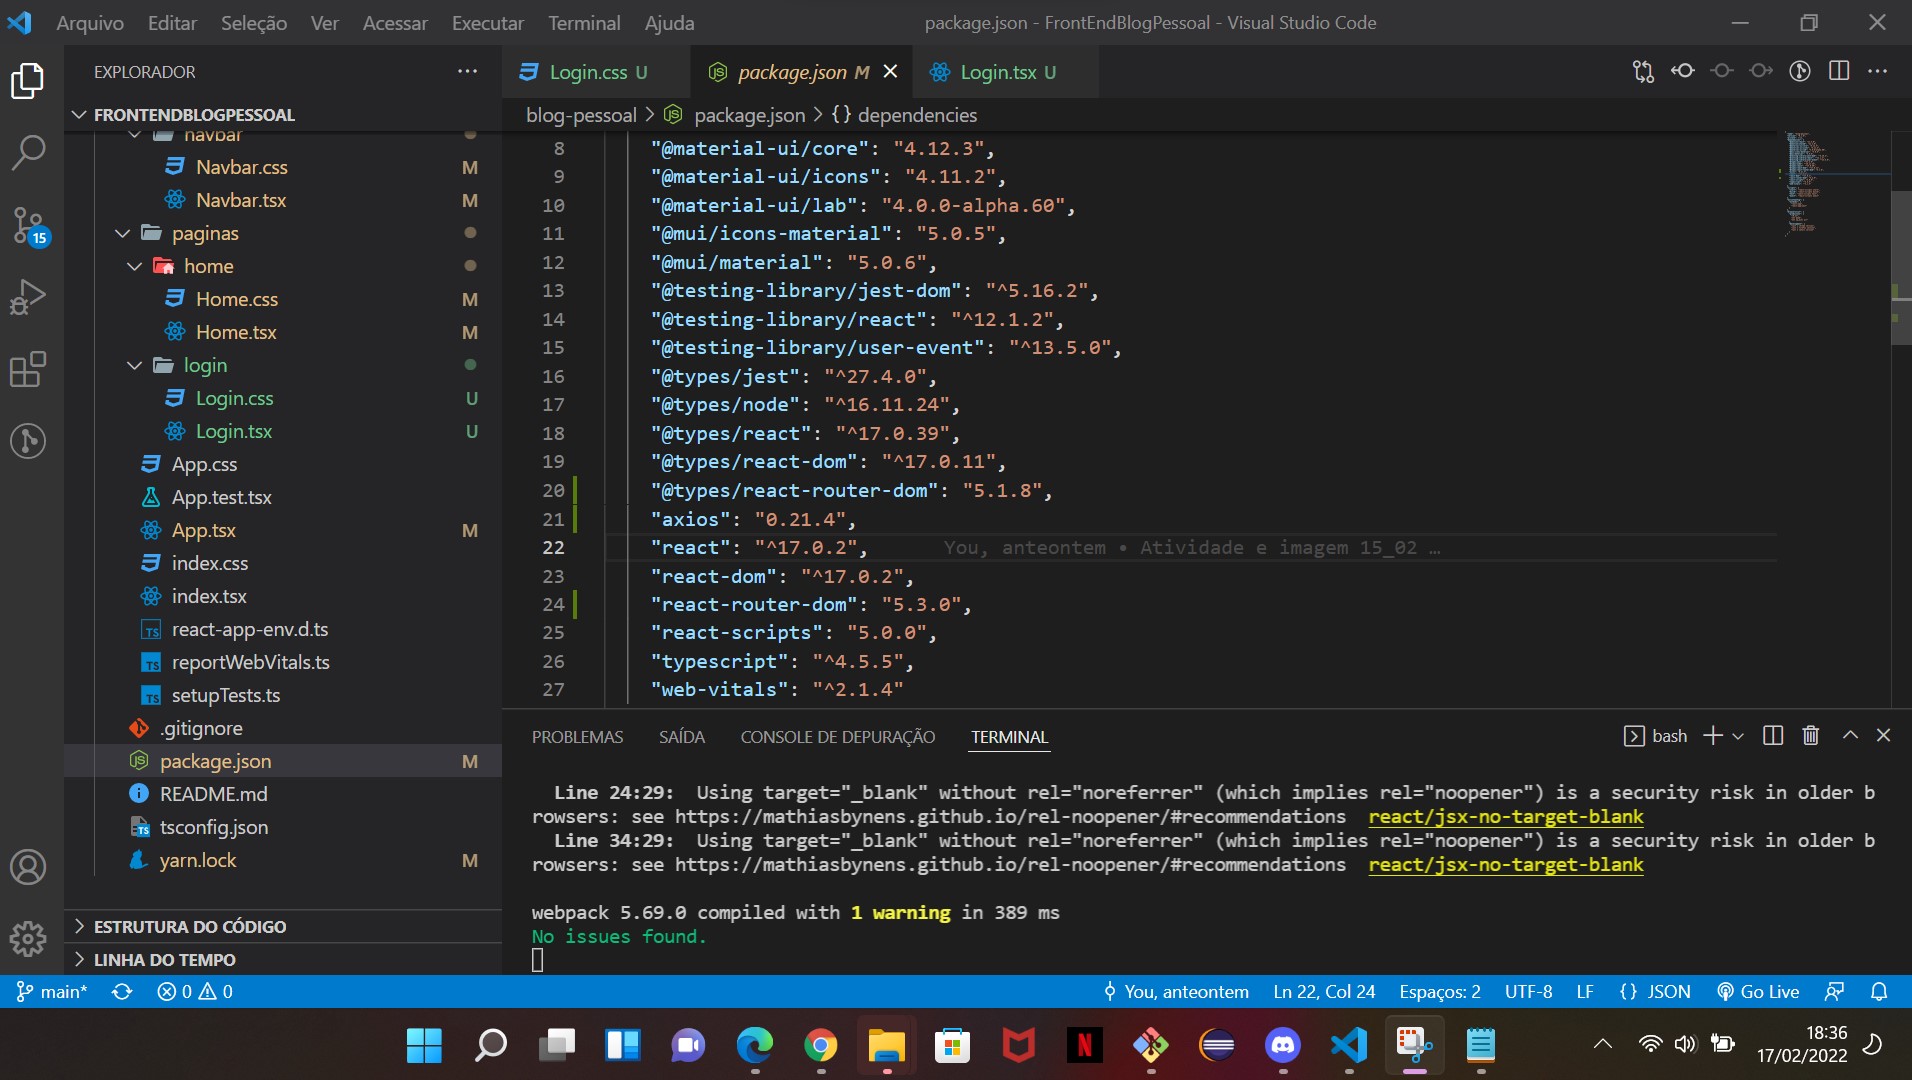 Arquivo Editar Seleção Ver Acessar Executar Terminal Ajuda
package.json - FrontEndBlogPessoal - Visual Studio Code
EXPLORADOR
FRONTENDBLOGPESSOAL
navbar
Navbar.css M
Navbar.tsx M
paginas
home
Home.css M
Home.tsx M
login
Login.css U
Login.tsx U
App.css
App.test.tsx
App.tsx M
index.css
index.tsx
react-app-env.d.ts
reportWebVitals.ts
setupTests.ts
.gitignore
package.json M
README.md
tsconfig.json
yarn.lock M
ESTRUTURA DO CÓDIGO
LINHA DO TEMPO
15
Login.css U
package.json M
Login.tsx U
blog-pessoal > package.json > {} dependencies
8 "@material-ui/core": "4.12.3",
9 "@material-ui/icons": "4.11.2",
10 "@material-ui/lab": "4.0.0-alpha.60",
11 "@mui/icons-material": "5.0.5",
12 "@mui/material": "5.0.6",
13 "@testing-library/jest-dom": "^5.16.2",
14 "@testing-library/react": "^12.1.2",
15 "@testing-library/user-event": "^13.5.0",
16 "@types/jest": "^27.4.0",
17 "@types/node": "^16.11.24",
18 "@types/react": "^17.0.39",
19 "@types/react-dom": "^17.0.11",
20 "@types/react-router-dom": "5.1.8",
21 "axios": "0.21.4",
22 "react": "^17.0.2", You, anteontem • Atividade e imagem 15_02 …
23 "react-dom": "^17.0.2",
24 "react-router-dom": "5.3.0",
25 "react-scripts": "5.0.0",
26 "typescript": "^4.5.5",
27 "web-vitals": "^2.1.4"
PROBLEMAS SAÍDA CONSOLE DE DEPURAÇÃO TERMINAL
bash
Line 24:29: Using target="_blank" without rel="noreferrer" (which implies rel="noopener") is a security risk in older b
rowsers: see https://mathiasbynens.github.io/rel-noopener/#recommendations react/jsx-no-target-blank
Line 34:29: Using target="_blank" without rel="noreferrer" (which implies rel="noopener") is a security risk in older b
rowsers: see https://mathiasbynens.github.io/rel-noopener/#recommendations react/jsx-no-target-blank
webpack 5.69.0 compiled with 1 warning in 389 ms
No issues found.
main* 0 0
You, anteontem Ln 22, Col 24 Espaços: 2 UTF-8 LF {} JSON Go Live
18:36
17/02/2022